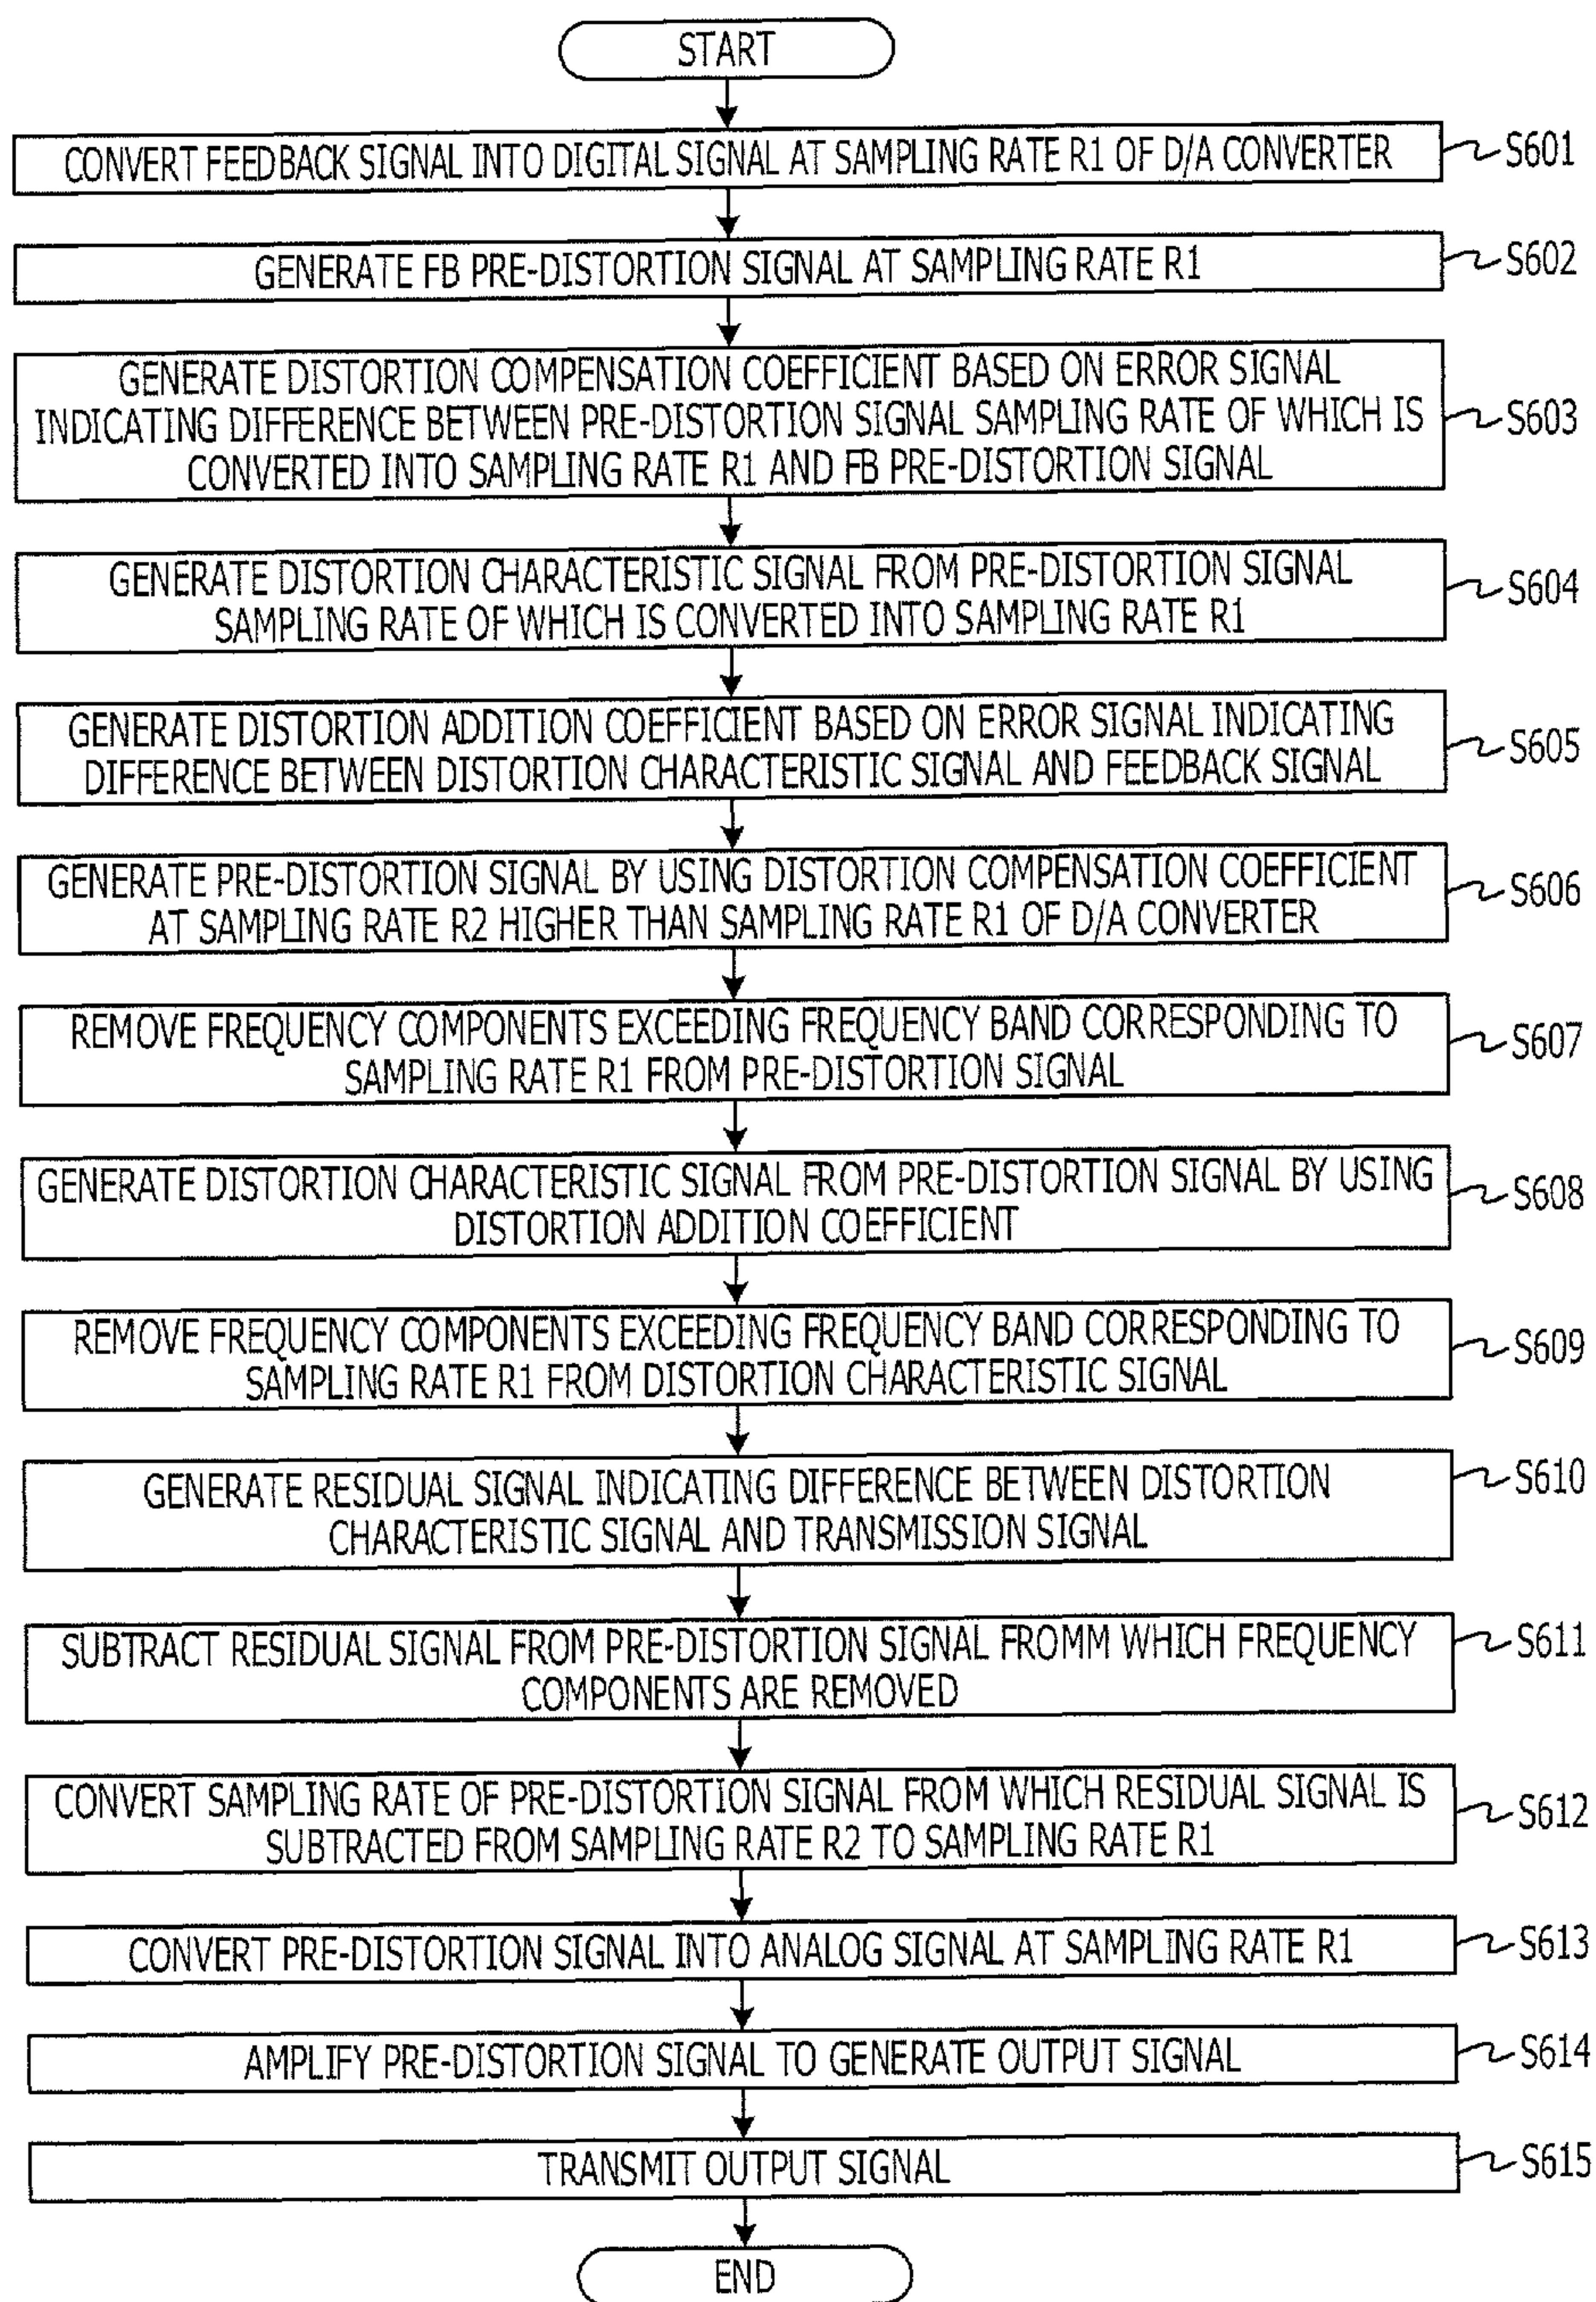 START
CONVERT FEEDBACK SIGNAL INTO DIGITAL SIGNAL AT SAMPLING RATE R1 OF D/A CONVERTER
S601
GENERATE FB PRE-DISTORTION SIGNAL AT SAMPLING RATE R1
S602
GENERATE DISTORTION COMPENSATION COEFFICIENT BASED ON ERROR SIGNAL
INDICATING DIFFERENCE BETWEEN PRE-DISTORTION SIGNAL SAMPLING RATE OF WHICH IS
CONVERTED INTO SAMPLING RATE R1 AND FB PRE-DISTORTION SIGNAL
S603
GENERATE DISTORTION CHARACTERISTIC SIGNAL FROM PRE-DISTORTION SIGNAL
SAMPLING RATE OF WHICH IS CONVERTED INTO SAMPLING RATE R1
S604
GENERATE DISTORTION ADDITION COEFFICIENT BASED ON ERROR SIGNAL INDICATING
DIFFERENCE BETWEEN DISTORTION CHARACTERISTIC SIGNAL AND FEEDBACK SIGNAL
S605
GENERATE PRE-DISTORTION SIGNAL BY USING DISTORTION COMPENSATION COEFFICIENT
AT SAMPLING RATE R2 HIGHER THAN SAMPLING RATE R1 OF D/A CONVERTER
S606
REMOVE FREQUENCY COMPONENTS EXCEEDING FREQUENCY BAND CORRESPONDING TO
SAMPLING RATE R1 FROM PRE-DISTORTION SIGNAL
S607
GENERATE DISTORTION CHARACTERISTIC SIGNAL FROM PRE-DISTORTION SIGNAL BY USING
DISTORTION ADDITION COEFFICIENT
S608
REMOVE FREQUENCY COMPONENTS EXCEEDING FREQUENCY BAND CORRESPONDING TO
SAMPLING RATE R1 FROM DISTORTION CHARACTERISTIC SIGNAL
S609
GENERATE RESIDUAL SIGNAL INDICATING DIFFERENCE BETWEEN DISTORTION
CHARACTERISTIC SIGNAL AND TRANSMISSION SIGNAL
S610
SUBTRACT RESIDUAL SIGNAL FROM PRE-DISTORTION SIGNAL FROMM WHICH FREQUENCY
COMPONENTS ARE REMOVED
S611
CONVERT SAMPLING RATE OF PRE-DISTORTION SIGNAL FROM WHICH RESIDUAL SIGNAL IS
SUBTRACTED FROM SAMPLING RATE R2 TO SAMPLING RATE R1
S612
CONVERT PRE-DISTORTION SIGNAL INTO ANALOG SIGNAL AT SAMPLING RATE R1
S613
AMPLIFY PRE-DISTORTION SIGNAL TO GENERATE OUTPUT SIGNAL
S614
TRANSMIT OUTPUT SIGNAL
S615
END